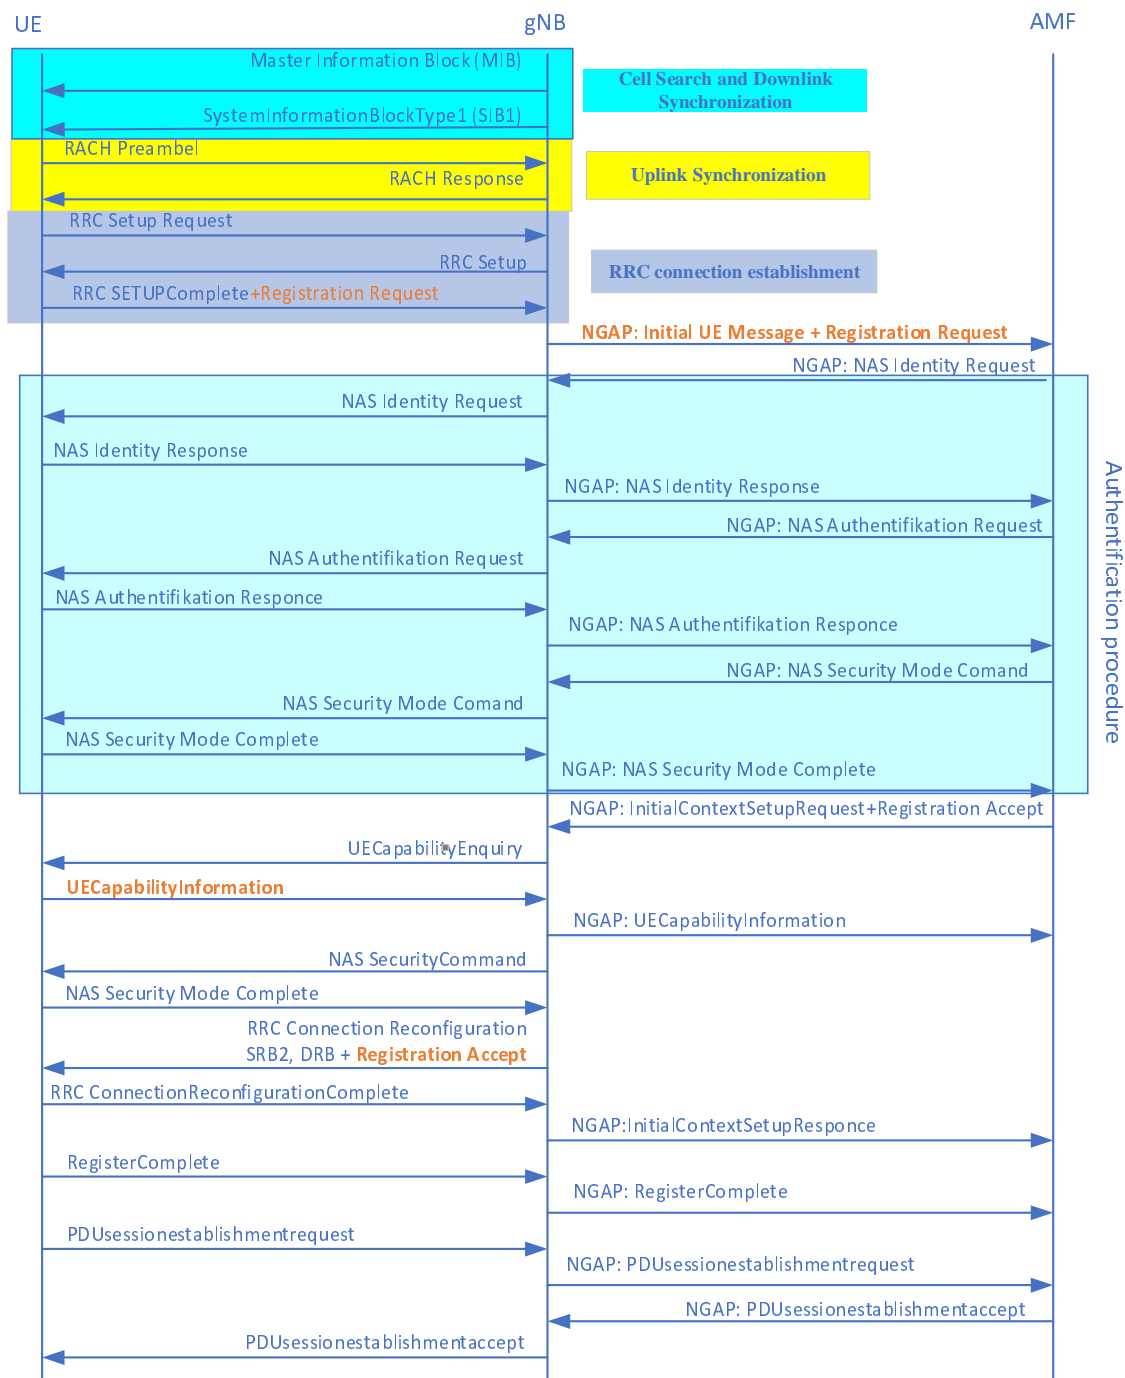 UE
gNB
AMF
Master Information Block (MIB)
Cell Search and Downlink
Synchronization
SystemInformationBlockType1 (SIB1)
RACH Preambel
Uplink Synchronization
RACH Response
RRC Setup Request
RRC Setup
RRC connection establishment
RRC SETUPComplete+Registration Request
NGAP: Initial UE Message + Registration Request
NGAP: NAS Identity Request
NAS Identity Request
NAS Identity Response
NGAP: NAS Identity Response
NGAP: NAS Authentifikation Request
NAS Authentifikation Request
NAS Authentifikation Responce
NGAP: NAS Authentifikation Responce
NGAP: NAS Security Mode Comand
NAS Security Mode Comand
NAS Security Mode Complete
NGAP: NAS Security Mode Complete
Authentification procedure
NGAP: InitialContextSetupRequest+Registration Accept
UECapabilityEnquiry
UECapabilityInformation
NGAP: UECapabilityInformation
NAS SecurityCommand
NAS Security Mode Complete
RRC Connection Reconfiguration
SRB2, DRB + Registration Accept
RRC ConnectionReconfigurationComplete
NGAP:InitialContextSetupResponce
RegisterComplete
NGAP: RegisterComplete
PDUsessionestablishmentrequest
NGAP: PDUsessionestablishmentrequest
NGAP: PDUsessionestablishmentaccept
PDUsessionestablishmentaccept